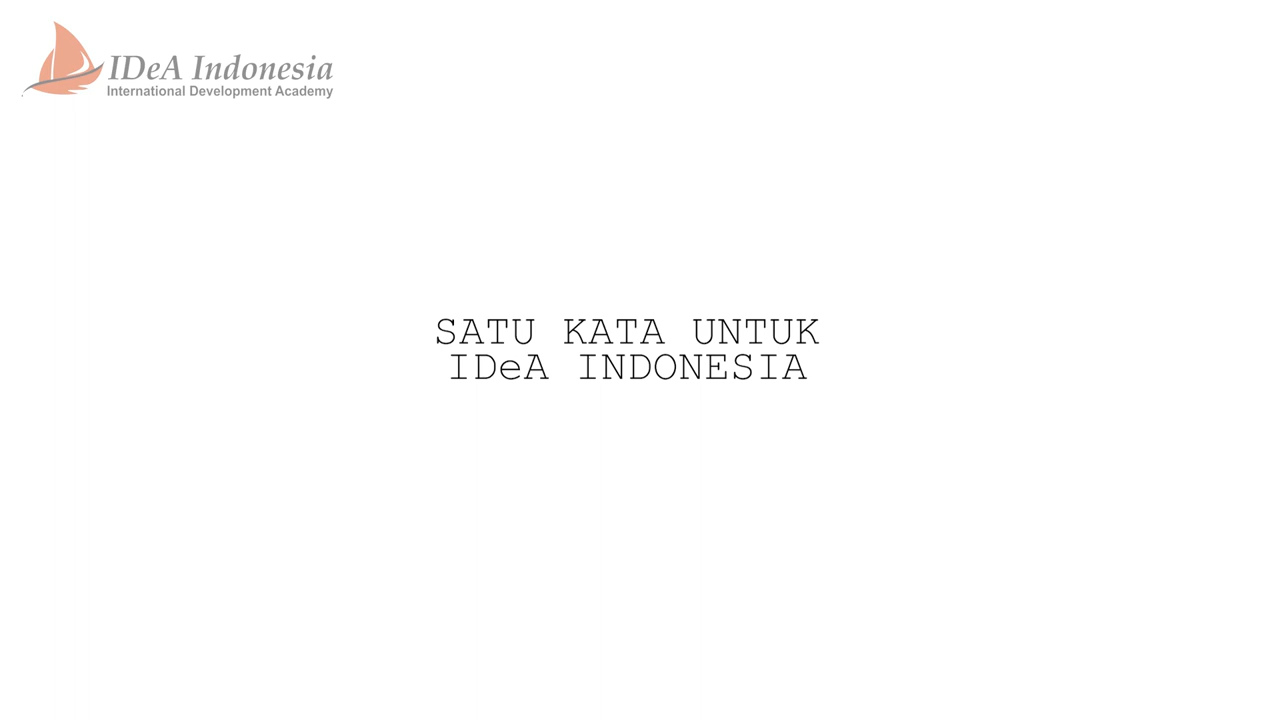 IDeA Indonesia
International Development Academy
SATU KATA UNTUK
IDeA INDONESIA